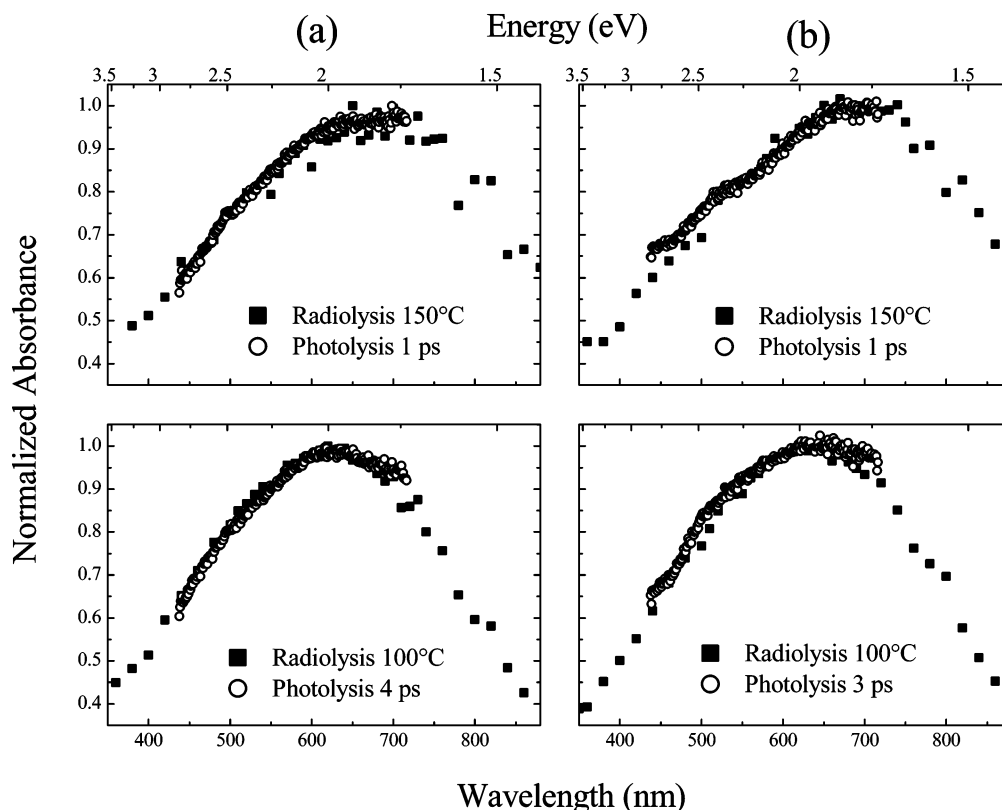 (a) Energy (eV) (b)
3.5 3 2.5 2 1.5 3.5 3 2.5 2 1.5
Normalized Absorbance
1.0
0.9
0.8
0.7
0.6
0.5
0.4
Radiolysis 150°C
Photolysis 1 ps
Radiolysis 150°C
Photolysis 1 ps
1.0
0.9
0.8
0.7
0.6
0.5
0.4
Radiolysis 100°C
Photolysis 4 ps
Radiolysis 100°C
Photolysis 3 ps
400 500 600 700 800 400 500 600 700 800
Wavelength (nm)